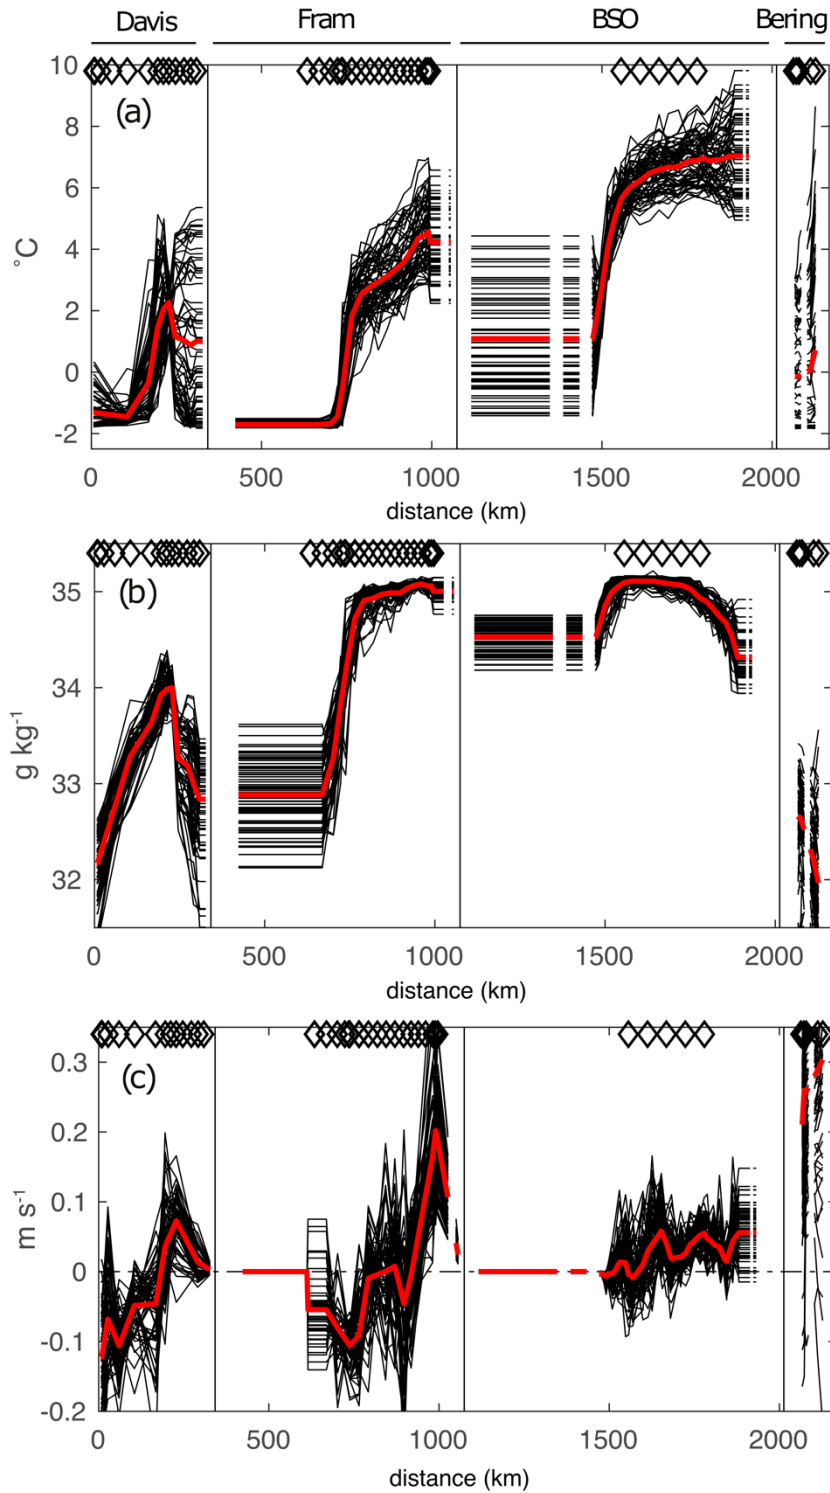 Davis Fram BSO Bering
10
(a)
8
6
°C
4
2
0
-2
0 500 1000 1500 2000
distance (km)
(b)
35
34
g kg-1
33
32
0 500 1000 1500 2000
distance (km)
0.3
(c)
0.2
0.1
m s-1
0
-0.1
-0.2
0 500 1000 1500 2000
distance (km)